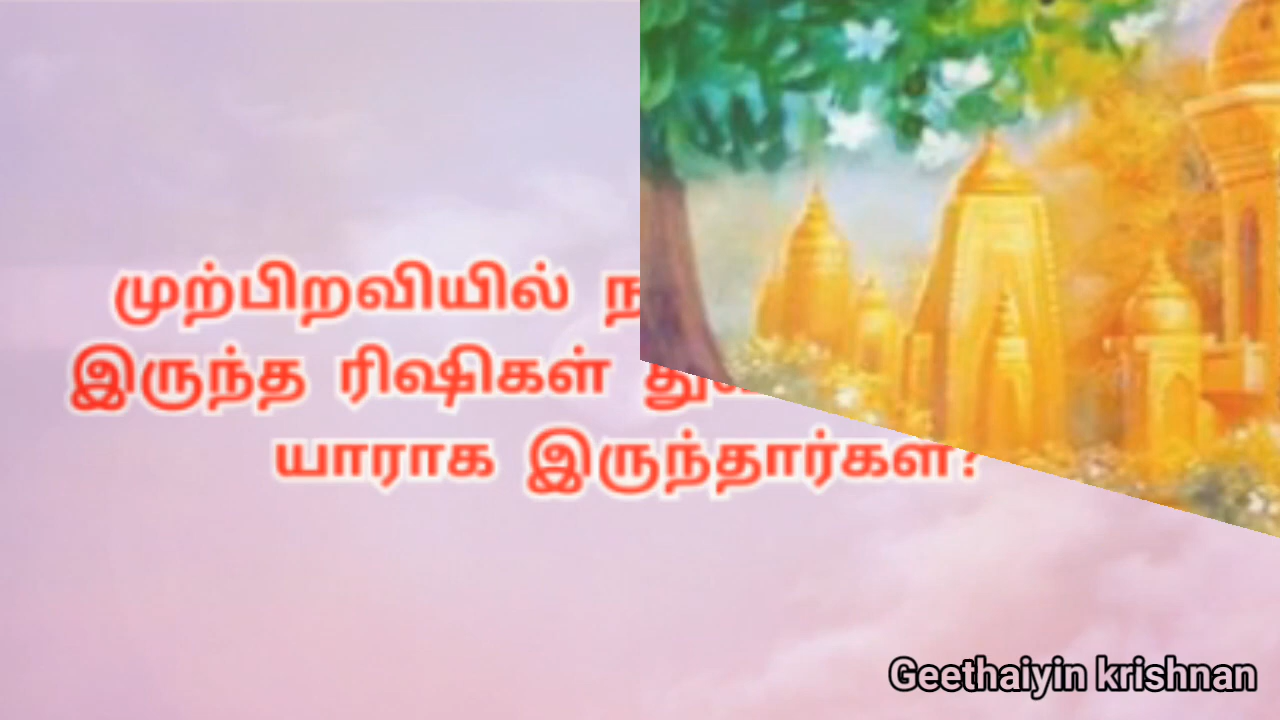 முற்பிறவியில்
இருந்த ரிஷிகள்
யாராக இருந்தார்கள்?
Geethaiyin krishnan